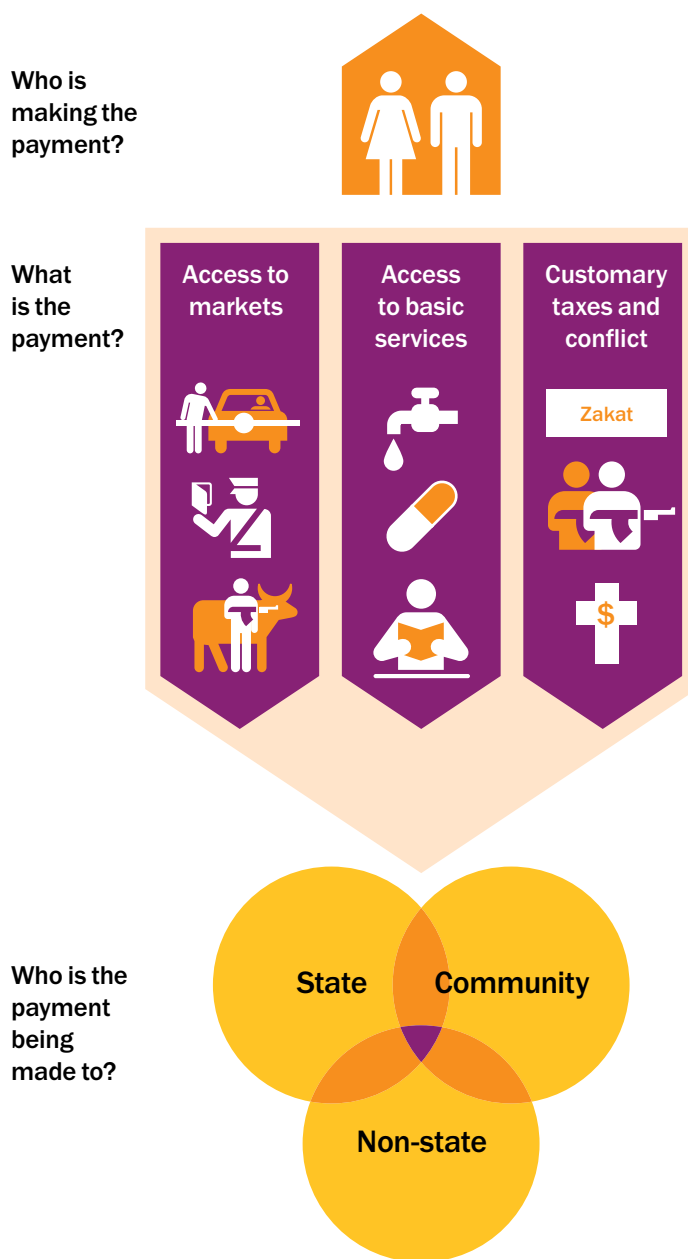 Who is
making the
payment?
What
is the
payment?
Access to
markets
Access
to basic
services
Customary
taxes and
conflict
Zakat
$
Who is the
payment
being
made to?
State
Community
Non-state